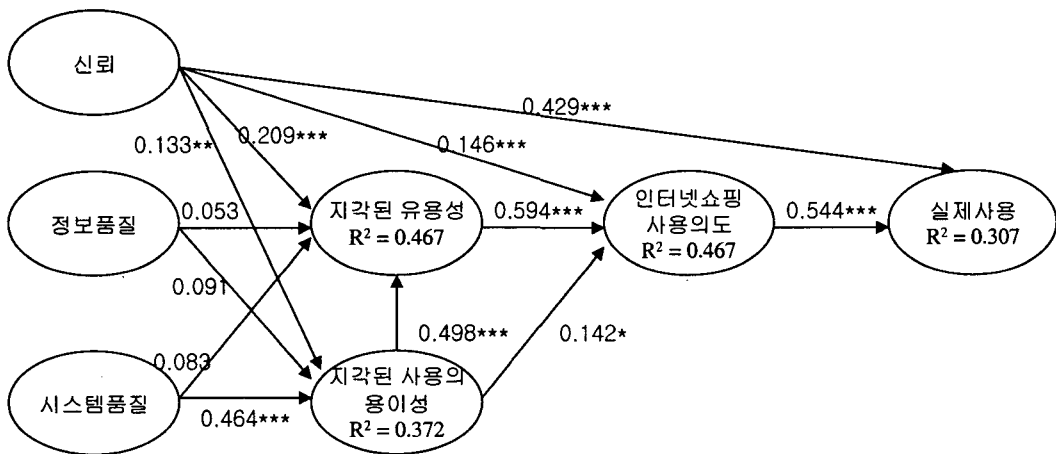 신뢰
0.429***
0.133**
0.209***
0.146***
정보품질
0.053
지각된 유용성
R² = 0.467
0.594***
인터넷쇼핑
사용의도
R² = 0.467
0.544***
실제사용
R² = 0.307
0.091
0.498***
0.142*
0.083
시스템품질
0.464***
지각된 사용의
용이성
R² = 0.372